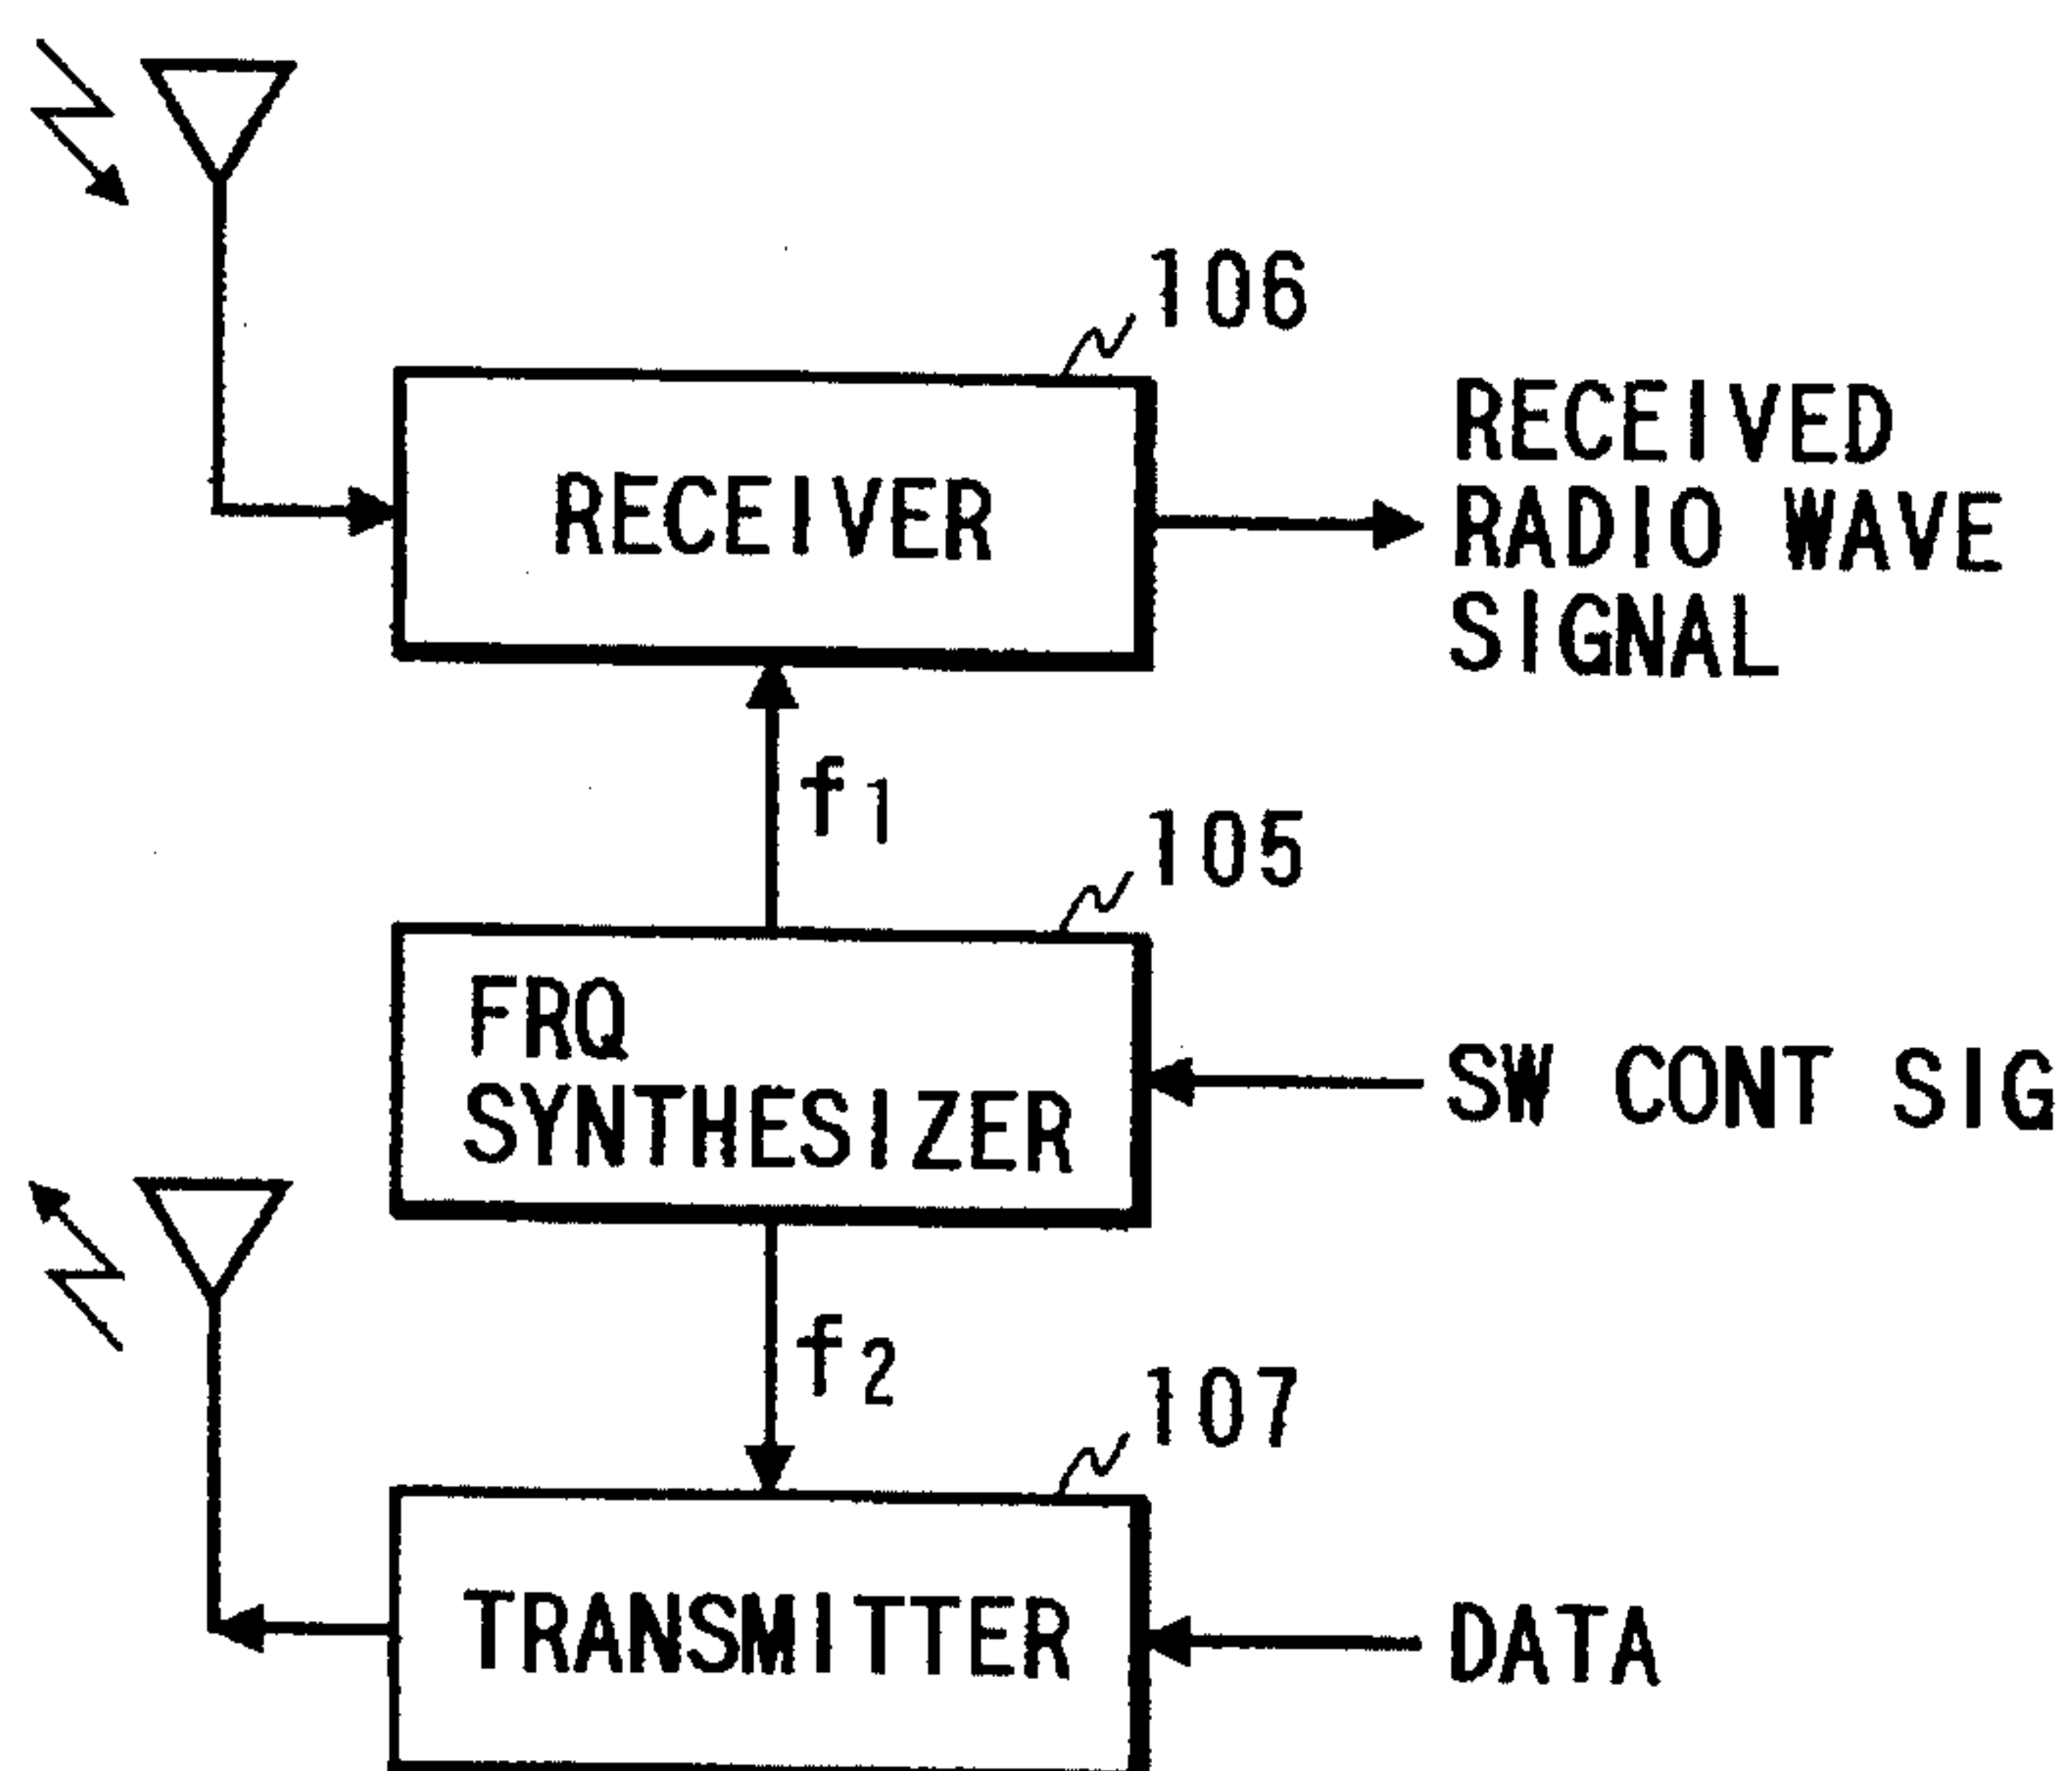 106
RECEIVER
RECEIVED
RADIO WAVE
SIGNAL
f1
105
FRQ
SYNTHESIZER
SW CONT SIG
f2
107
TRANSMITTER
DATA